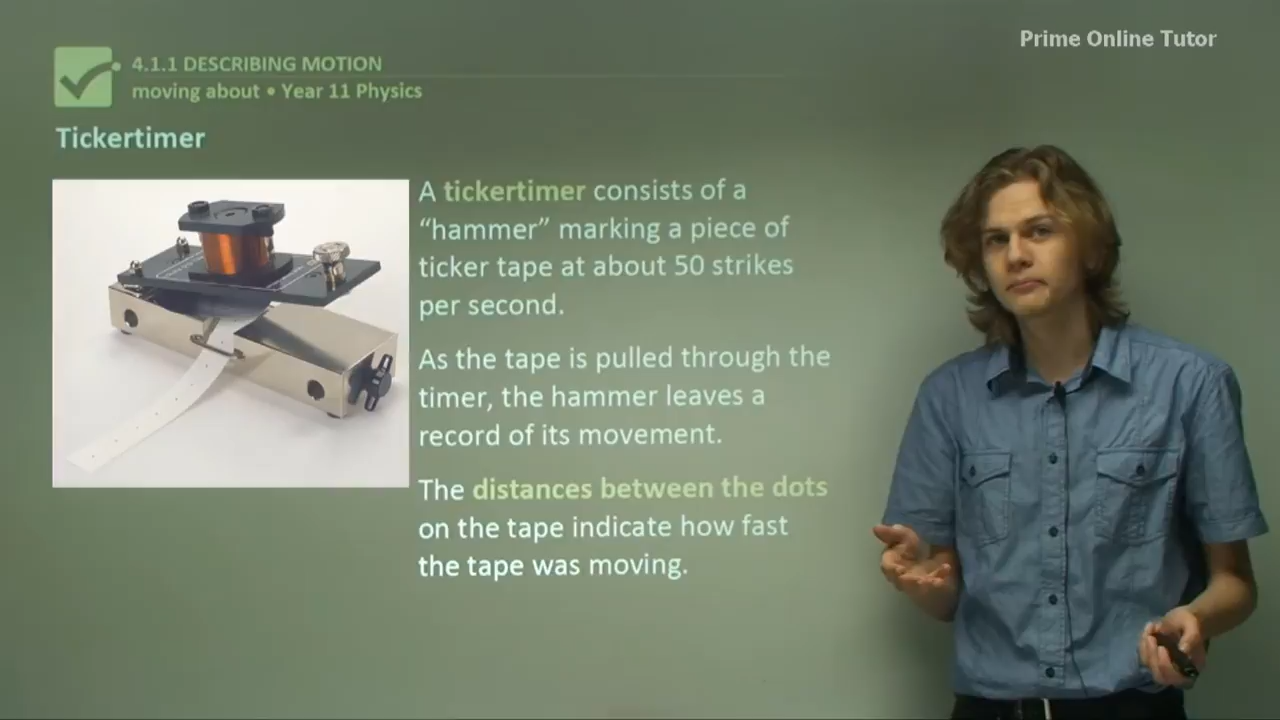 Prime Online Tutor
4.1.1 DESCRIBING MOTION
moving about • Year 11 Physics
Tickertimer
A tickertimer consists of a
“hammer” marking a piece of
ticker tape at about 50 strikes
per second.
As the tape is pulled through the
timer, the hammer leaves a
record of its movement.
The distances between the dots
on the tape indicate how fast
the tape was moving.